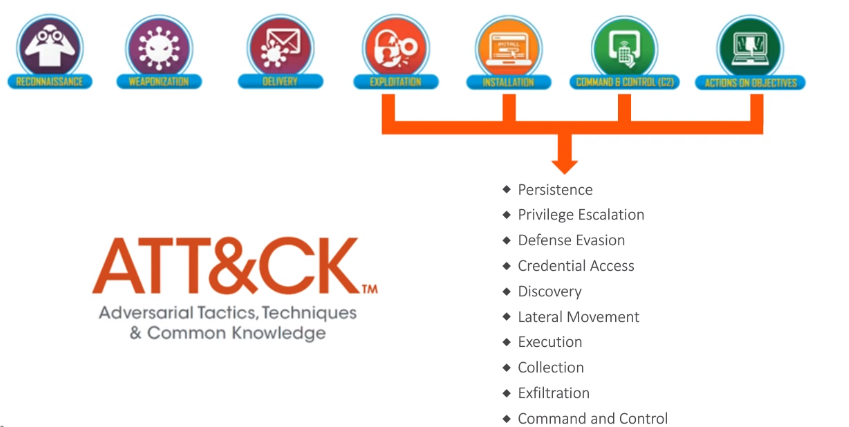 RECONNAISSANCE
WEAPONIZATION
DELIVERY
EXPLOITATION
INSTALLATION
COMMAND & CONTROL (C2)
ACTIONS ON OBJECTIVES
◆ Persistence
◆ Privilege Escalation
◆ Defense Evasion
◆ Credential Access
◆ Discovery
◆ Lateral Movement
◆ Execution
◆ Collection
◆ Exfiltration
◆ Command and Control
ATT&CK™
Adversarial Tactics, Techniques
& Common Knowledge